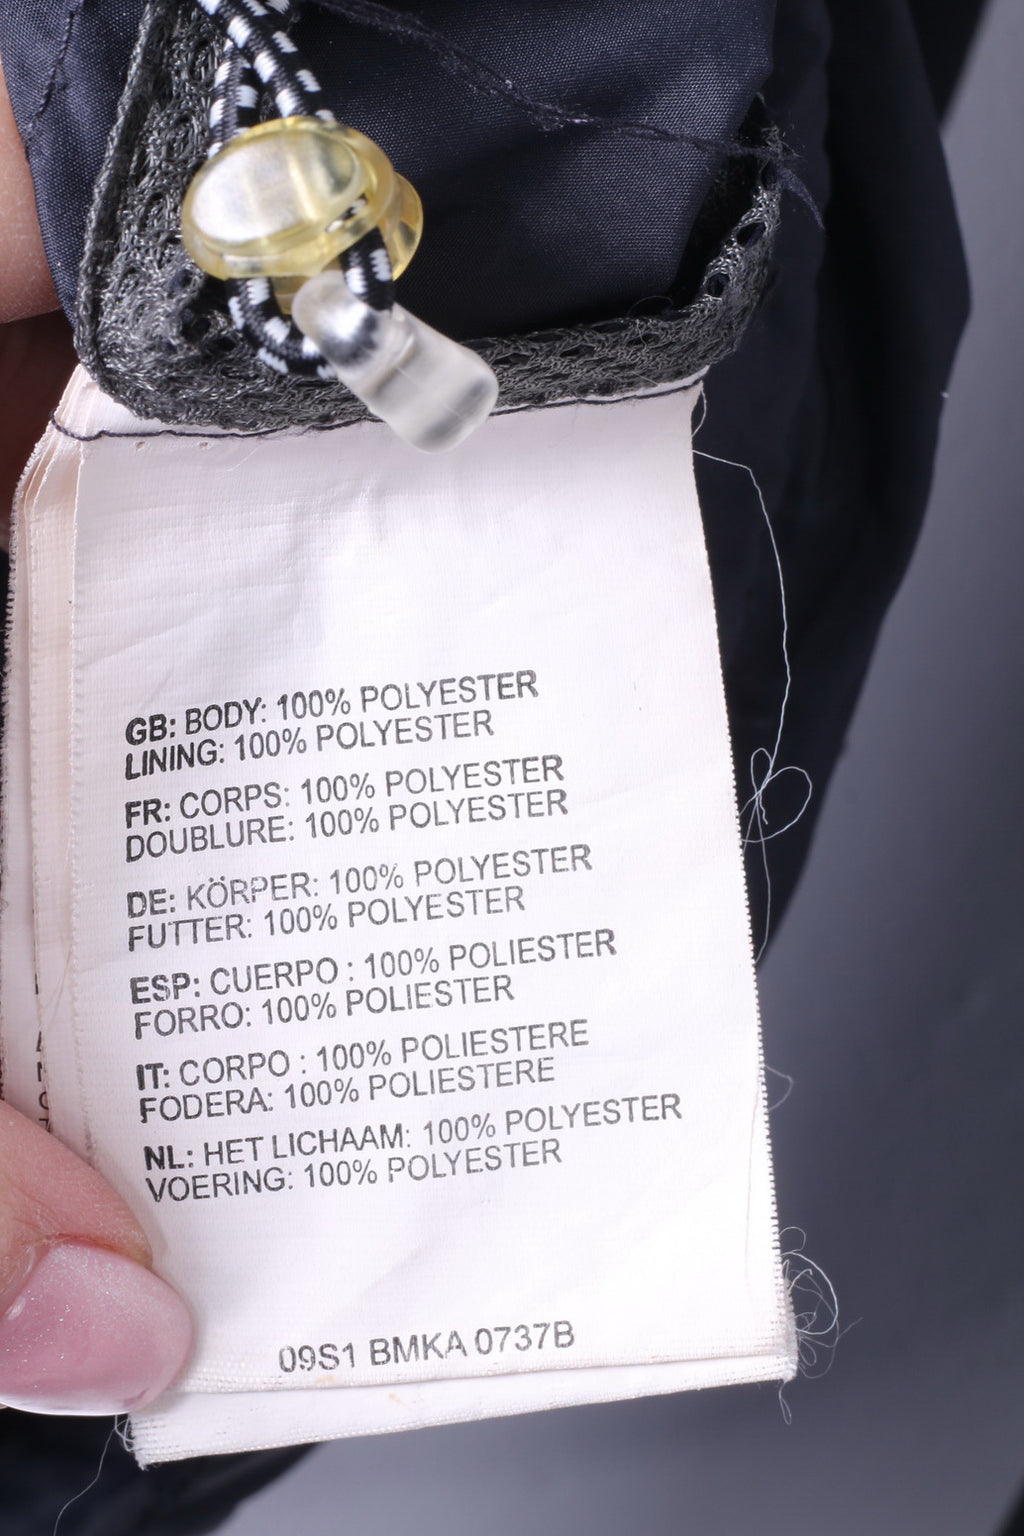 GB: BODY: 100% POLYESTER
LINING: 100% POLYESTER
FR: CORPS: 100% POLYESTER
DOUBLURE: 100% POLYESTER
DE: KÖRPER: 100% POLYESTER
FUTTER: 100% POLYESTER
ESP: CUERPO : 100% POLIESTER
FORRO: 100% POLIESTER
IT: CORPO : 100% POLIESTERE
FODERA: 100% POLIESTERE
NL: HET LICHAAM: 100% POLYESTER
VOERING: 100% POLYESTER
09S1 BMKA 0737B